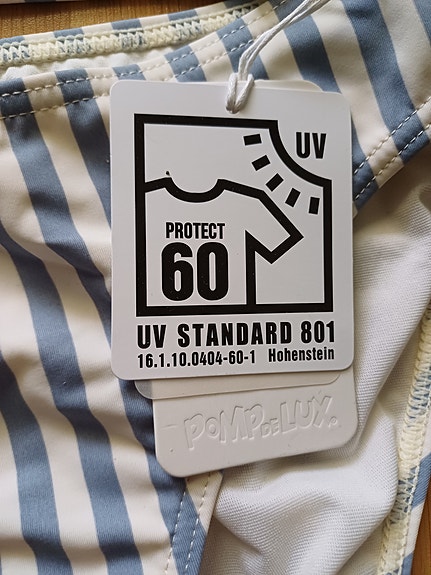 UV
PROTECT
60
UV STANDARD 801
16.1.10.0404-60-1 Hohenstein
POMPDELUX.